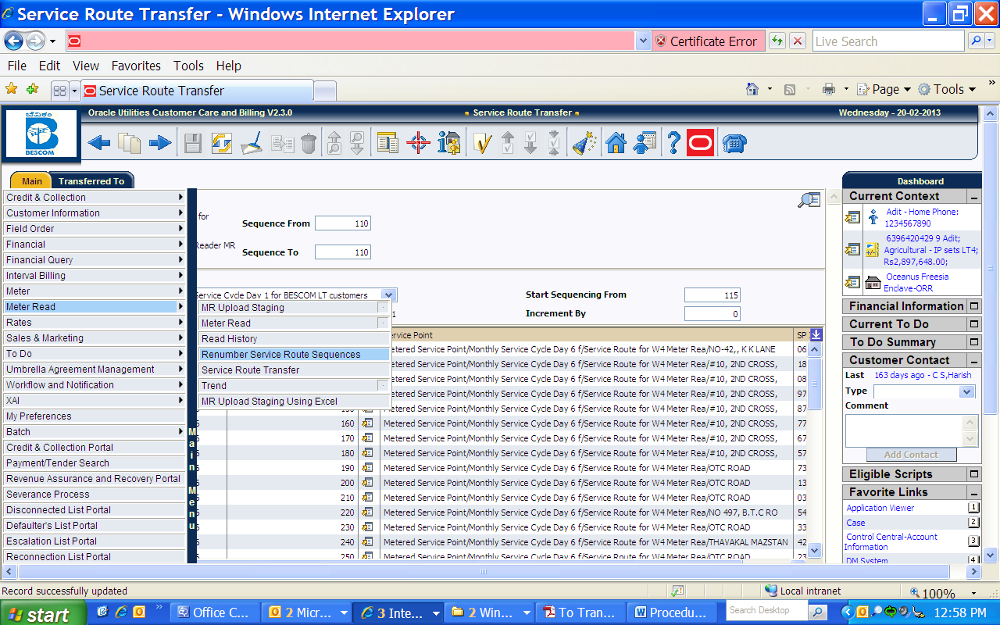 Service Route Transfer - Windows Internet Explorer
Certificate Error
Live Search
File Edit View Favorites Tools Help
Service Route Transfer
Page Tools
ಬೆವಿಕಂ
BESCOM
Oracle Utilities Customer Care and Billing V2.3.0
Service Route Transfer
Wednesday - 20-02-2013
Main
Transferred To
Credit & Collection
Customer Information
Field Order
Financial
Financial Query
Interval Billing
Meter
Meter Read
Rates
Sales & Marketing
To Do
Umbrella Agreement Management
Workflow and Notification
XAI
My Preferences
Batch
Credit & Collection Portal
Payment/Tender Search
Revenue Assurance and Recovery Portal
Severance Process
Disconnected List Portal
Defaulter's List Portal
Escalation List Portal
Reconnection List Portal
Main Menu
for
Sequence From 110
Reader MR
Sequence To 110
Service Cycle Day 1 for BESCOM LT customers
Start Sequencing From 115
1
Increment By 0
MR Upload Staging
Meter Read
Read History
Renumber Service Route Sequences
Service Route Transfer
Trend
MR Upload Staging Using Excel
ervice Point SP
Metered Service Point/Monthly Service Cycle Day 6 f/Service Route for W4 Meter Rea/NO-42,, K K LANE 06
Metered Service Point/Monthly Service Cycle Day 6 f/Service Route for W4 Meter Rea/#10, 2ND CROSS, 18
Metered Service Point/Monthly Service Cycle Day 6 f/Service Route for W4 Meter Rea/#10, 2ND CROSS, 08
Metered Service Point/Monthly Service Cycle Day 6 f/Service Route for W4 Meter Rea/#10, 2ND CROSS, 97
Metered Service Point/Monthly Service Cycle Day 6 f/Service Route for W4 Meter Rea/#10, 2ND CROSS, 87
160 Metered Service Point/Monthly Service Cycle Day 6 f/Service Route for W4 Meter Rea/#10, 2ND CROSS, 77
170 Metered Service Point/Monthly Service Cycle Day 6 f/Service Route for W4 Meter Rea/#10, 2ND CROSS, 67
180 Metered Service Point/Monthly Service Cycle Day 6 f/Service Route for W4 Meter Rea/#10, 2ND CROSS, 57
190 Metered Service Point/Monthly Service Cycle Day 6 f/Service Route for W4 Meter Rea/OTC ROAD 73
200 Metered Service Point/Monthly Service Cycle Day 6 f/Service Route for W4 Meter Rea/OTC ROAD 13
210 Metered Service Point/Monthly Service Cycle Day 6 f/Service Route for W4 Meter Rea/OTC ROAD 03
220 Metered Service Point/Monthly Service Cycle Day 6 f/Service Route for W4 Meter Rea/NO 497, B.T.C RO 54
230 Metered Service Point/Monthly Service Cycle Day 6 f/Service Route for W4 Meter Rea/OTC ROAD 33
240 Metered Service Point/Monthly Service Cycle Day 6 f/Service Route for W4 Meter Rea/THAVAKAL MAZSTAN 42
250 Metered Service Point/Monthly Service Cycle Day 6 f/Service Route for W4 Meter Rea/OTC ROAD 23
Dashboard
Current Context
Adit - Home Phone:
1234567890
6396420429 9 Adit;
Agricultural - IP sets LT4;
Rs2,897,648.00;
Oceanus Freesia
Enclave-ORR
Financial Information
Current To Do
To Do Summary
Customer Contact
Last 163 days ago - C S,Harish
Type
Comment
Add Contact
Eligible Scripts
Favorite Links
Application Viewer 1
Case 2
Control Central-Account
Information 3
DM System 4
Record successfully updated
Local intranet
100%
start
Office C...
2 Micr...
3 Inte...
2 Win...
To Tran...
Procedu...
Search Desktop
12:58 PM